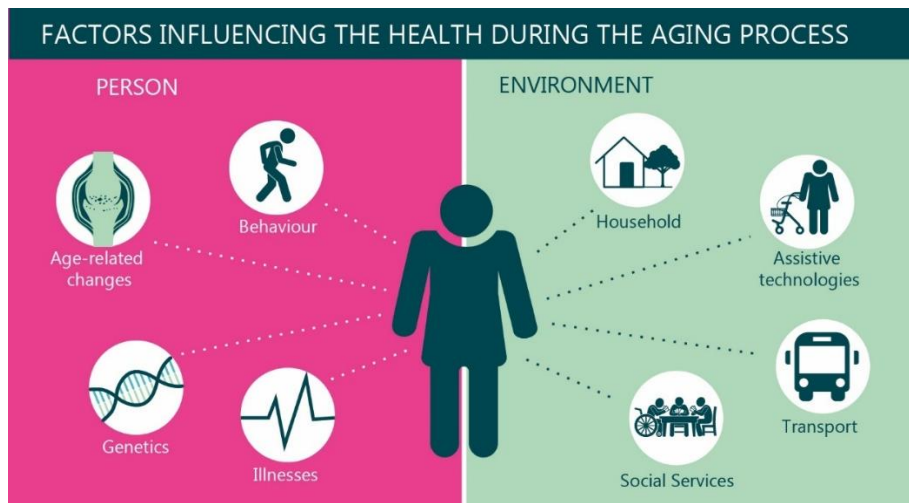 FACTORS INFLUENCING THE HEALTH DURING THE AGING PROCESS
PERSON
Behaviour
Age-related
changes
Genetics
Illnesses
ENVIRONMENT
Household
Assistive
technologies
Transport
Social Services